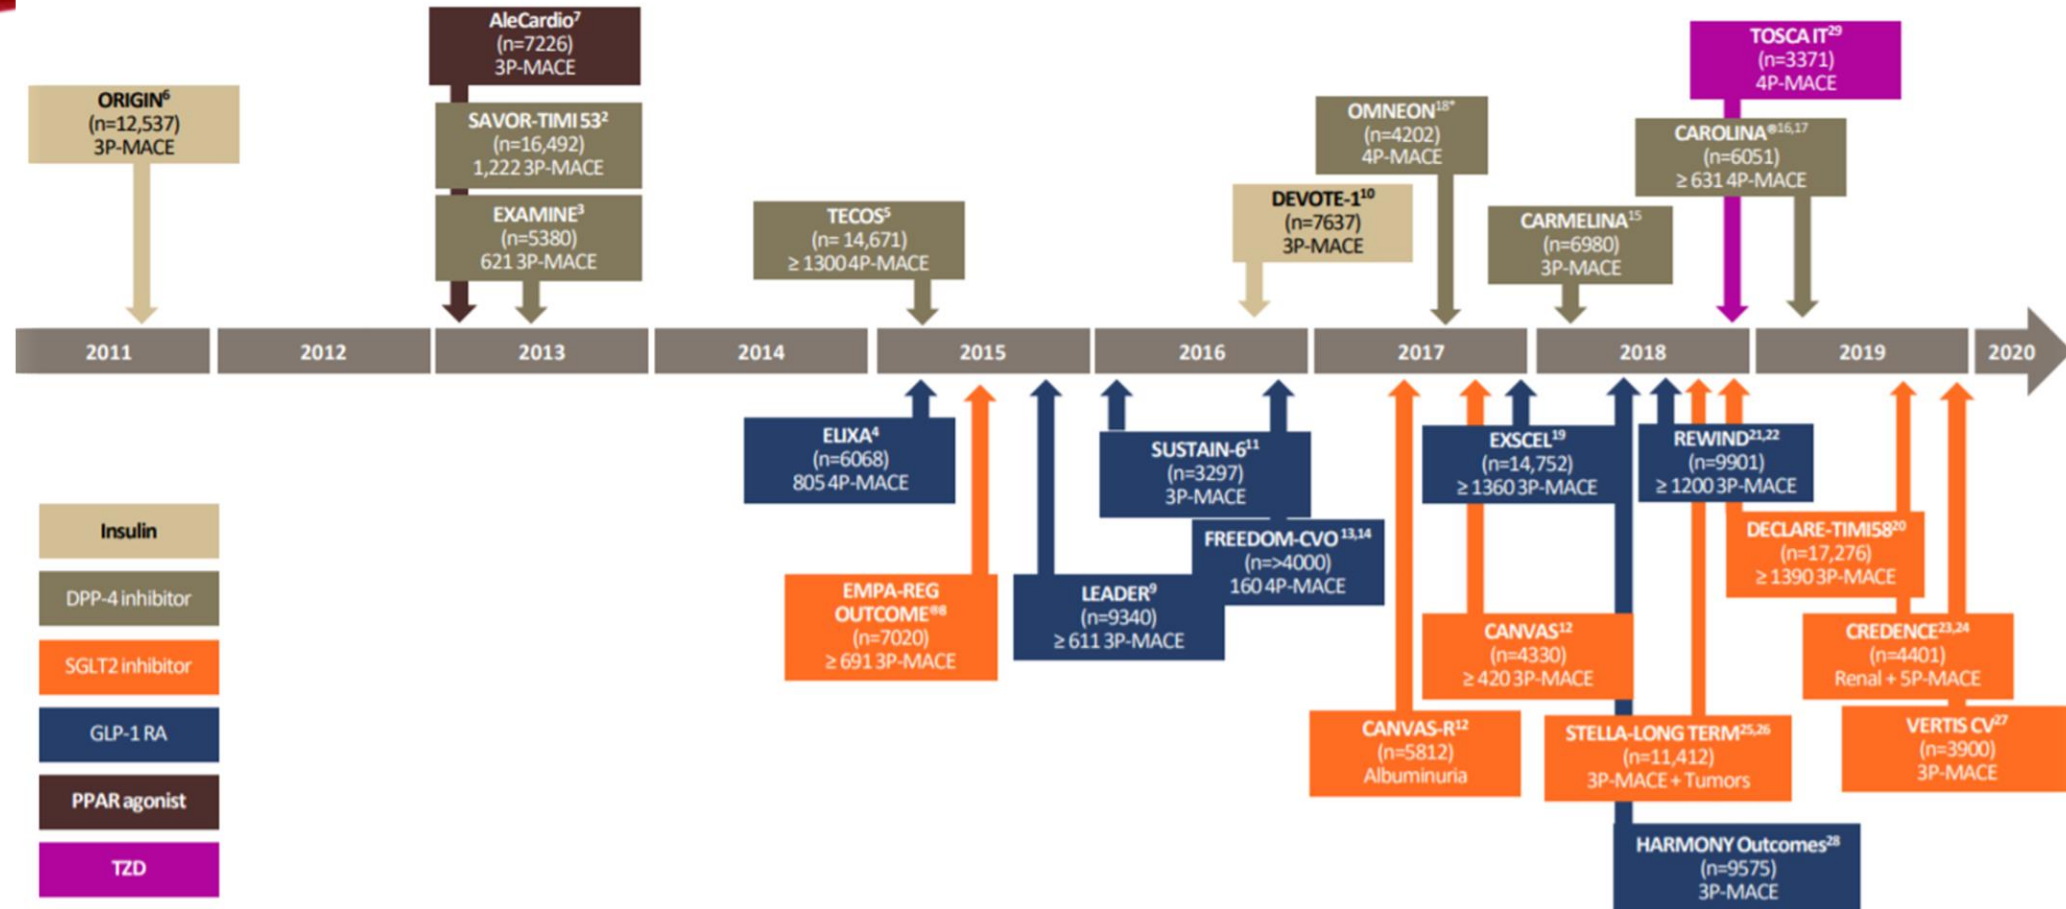 AleCardio⁷
(n=7226)
3P-MACE
ORIGIN⁶
(n=12,537)
3P-MACE
SAVOR-TIMI 53²
(n=16,492)
1,222 3P-MACE
EXAMINE³
(n=5380)
621 3P-MACE
TECOS⁵
(n= 14,671)
≥ 1300 4P-MACE
DEVOTE-1¹⁰
(n=7637)
3P-MACE
OMNEON¹⁸*
(n=4202)
4P-MACE
CARMELINA¹⁵
(n=6980)
3P-MACE
TOSCA IT²⁹
(n=3371)
4P-MACE
CAROLINA®¹⁶,¹⁷
(n=6051)
≥ 631 4P-MACE
2011 2012 2013 2014 2015 2016 2017 2018 2019 2020
ELIXA⁴
(n=6068)
805 4P-MACE
EMPA-REG
OUTCOME®⁸
(n=7020)
≥ 691 3P-MACE
LEADER⁹
(n=9340)
≥ 611 3P-MACE
SUSTAIN-6¹¹
(n=3297)
3P-MACE
FREEDOM-CVO¹³,¹⁴
(n=>4000)
160 4P-MACE
CANVAS-R¹²
(n=5812)
Albuminuria
CANVAS¹²
(n=4330)
≥ 420 3P-MACE
EXSCEL¹⁹
(n=14,752)
≥ 1360 3P-MACE
REWIND²¹,²²
(n=9901)
≥ 1200 3P-MACE
DECLARE-TIMI58²⁰
(n=17,276)
≥ 1390 3P-MACE
CREDENCE²³,²⁴
(n=4401)
Renal + 5P-MACE
STELLA-LONG TERM²⁵,²⁶
(n=11,412)
3P-MACE + Tumors
VERTIS CV²⁷
(n=3900)
3P-MACE
HARMONY Outcomes²⁸
(n=9575)
3P-MACE
Insulin
DPP-4 inhibitor
SGLT2 inhibitor
GLP-1 RA
PPAR agonist
TZD